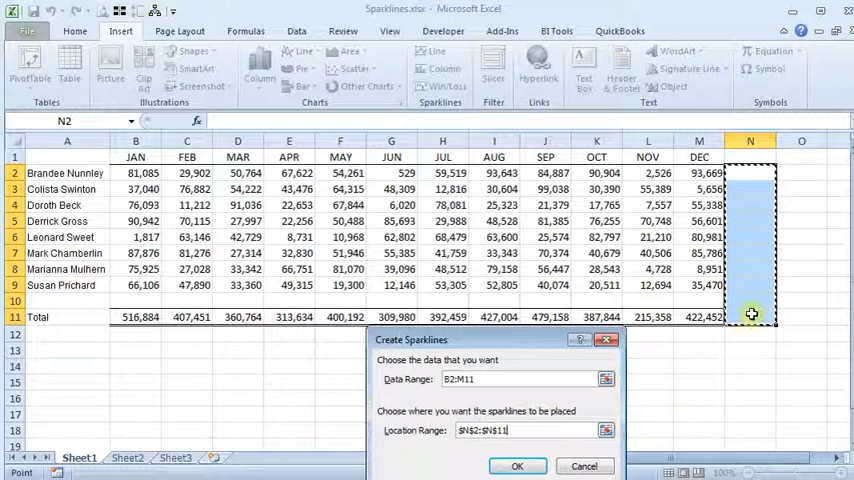 Sparklines.xlsx - Microsoft Excel
File Home Insert Page Layout Formulas Data Review View Developer Add-Ins BI Tools QuickBooks
PivotTable Table Picture Clip Art Shapes SmartArt Screenshot Column Line Pie Bar Area Scatter Other Charts Line Column Win/Loss Slicer Hyperlink Text Box Header & Footer WordArt Signature Line Object Equation Symbol
Tables Illustrations Charts Sparklines Filter Links Text Symbols
N2 fx
A B C D E F G H I J K L M N O
1 JAN FEB MAR APR MAY JUN JUL AUG SEP OCT NOV DEC
2 Brandee Nunnley 81,085 29,902 50,764 67,622 54,261 529 59,519 93,643 84,887 90,904 2,526 93,669
3 Colista Swinton 37,040 76,882 54,222 43,476 64,315 48,309 12,816 30,604 99,038 30,390 55,389 5,656
4 Doroth Beck 76,093 11,212 91,036 22,653 67,844 6,020 78,081 25,323 21,379 17,765 7,557 55,338
5 Derrick Gross 90,942 70,115 27,997 22,256 50,488 85,697 29,988 48,528 81,385 76,255 70,748 56,601
6 Leonard Sweet 1,817 63,146 42,729 8,731 10,968 62,802 68,479 63,600 25,574 82,797 21,210 80,981
7 Mark Chamberlin 87,876 81,276 27,314 32,830 51,946 55,385 41,759 33,343 70,374 40,679 40,506 85,786
8 Marianna Mulhern 75,925 27,028 33,342 66,751 81,070 39,096 48,512 79,158 56,467 28,543 4,728 8,951
9 Susan Prichard 66,106 47,890 33,360 49,315 19,300 12,146 53,305 52,805 40,074 20,511 12,694 35,470
10
11 Total 516,884 407,451 360,764 313,634 400,192 309,980 392,459 427,004 479,158 387,844 215,358 422,452
12
13
14
15
16
17
18
19
Create Sparklines
Choose the data that you want
Data Range: B2:M11
Choose where you want the sparklines to be placed
Location Range: $N$2:$N$11
OK Cancel
Sheet1 Sheet2 Sheet3
Point 100%